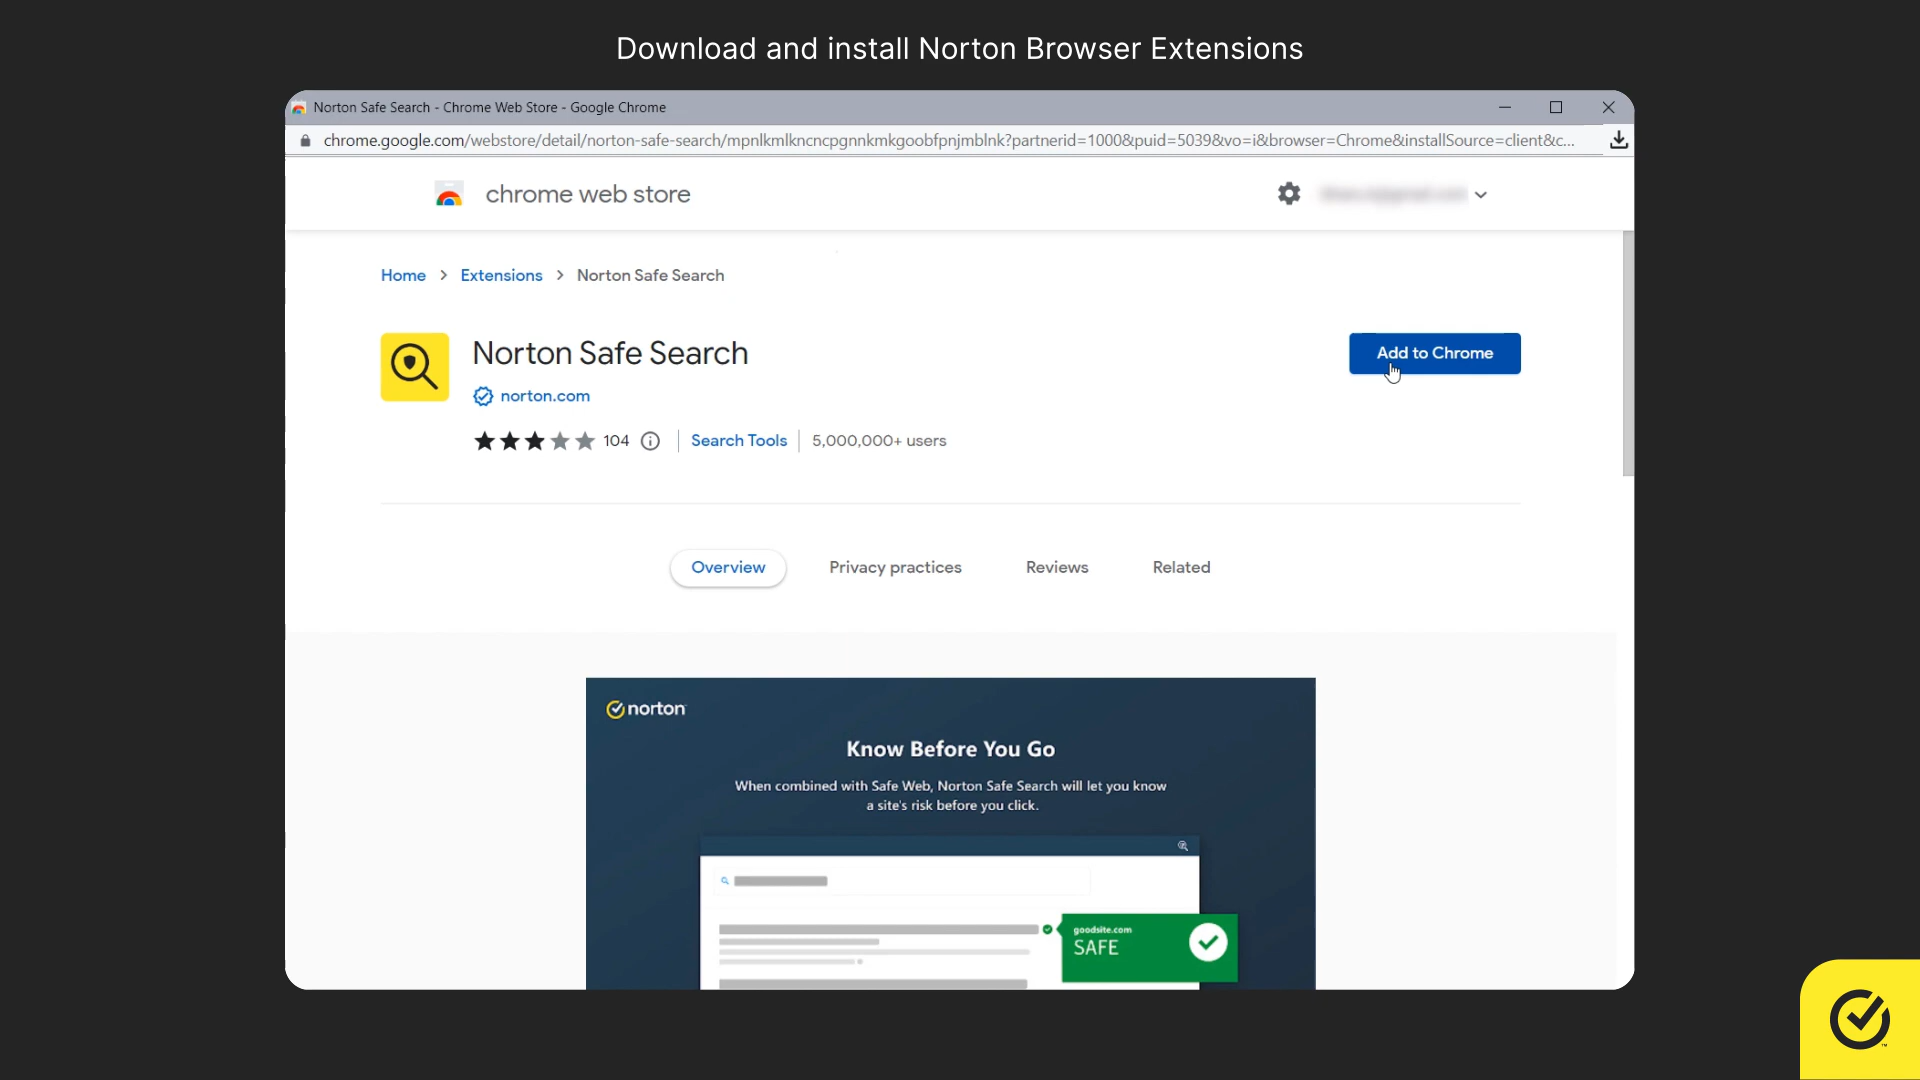 Download and install Norton Browser Extensions
Norton Safe Search - Chrome Web Store - Google Chrome
chrome.google.com/webstore/detail/norton-safe-search/mpnlkmlkncncpgnnkmkgoobfpnjmblnk?partnerid=1000&puid=5039&vo=i&browser=Chrome&installSource=client&c...
chrome web store
Home > Extensions > Norton Safe Search
Norton Safe Search
Add to Chrome
norton.com
104 Search Tools 5,000,000+ users
Overview Privacy practices Reviews Related
norton
Know Before You Go
When combined with Safe Web, Norton Safe Search will let you know
a site's risk before you click.
goodsite.com
SAFE